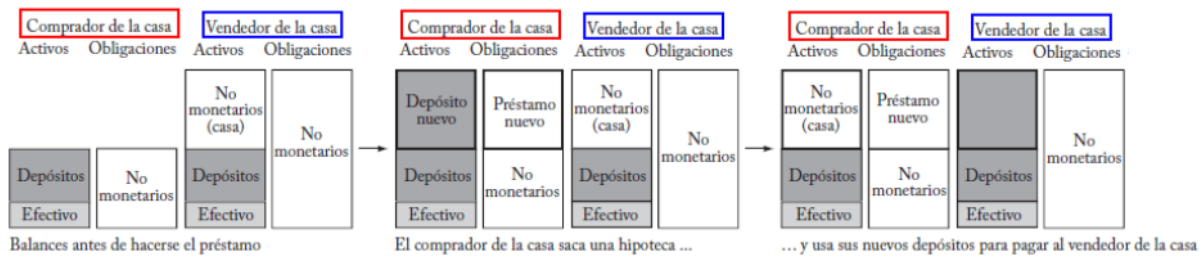 Comprador de la casa
Activos Obligaciones
Depósitos
Efectivo
No
monetarios
Vendedor de la casa
Activos Obligaciones
No
monetarios
(casa)
Depósitos
Efectivo
No
monetarios
Balances antes de hacerse el préstamo
Comprador de la casa
Activos Obligaciones
Depósito
nuevo
Depósitos
Efectivo
Préstamo
nuevo
No
monetarios
Vendedor de la casa
Activos Obligaciones
No
monetarios
(casa)
Depósitos
Efectivo
No
monetarios
El comprador de la casa saca una hipoteca ...
Comprador de la casa
Activos Obligaciones
No
monetarios
(casa)
Depósitos
Efectivo
Préstamo
nuevo
No
monetarios
Vendedor de la casa
Activos Obligaciones
Depósitos
Efectivo
No
monetarios
... y usa sus nuevos depósitos para pagar al vendedor de la casa